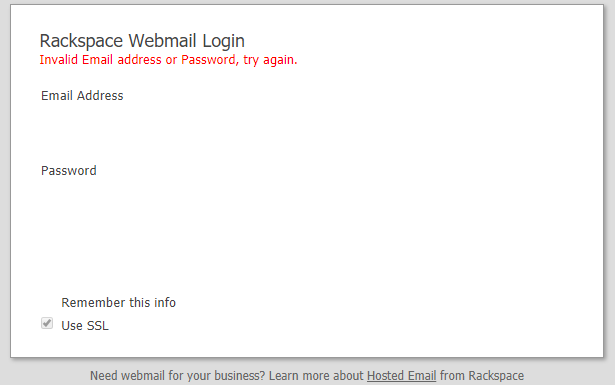 Rackspace Webmail Login
Invalid Email address or Password, try again.
Email Address
Password
Remember this info
Use SSL
Need webmail for your business? Learn more about Hosted Email from Rackspace